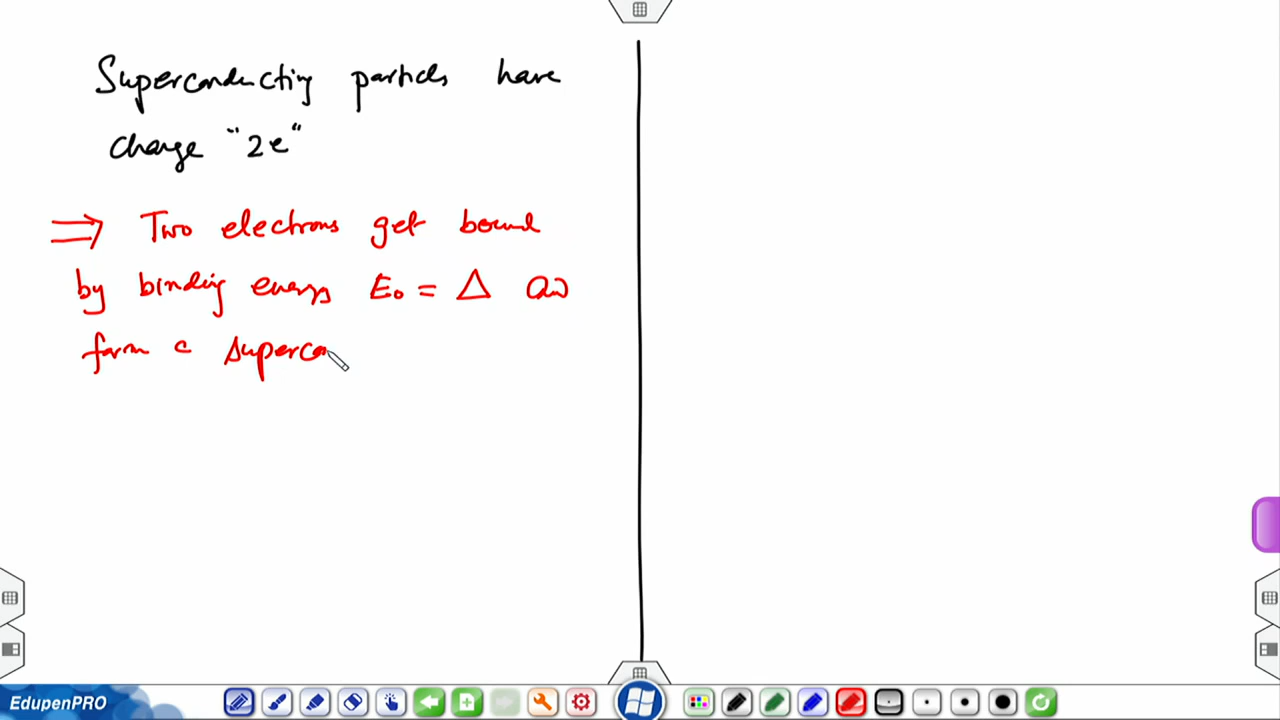 Superconducting particles have
charge "2e"
⇒ Two electrons get bound
by binding energy E₀ = Δ and
form a superco
EdupenPRO